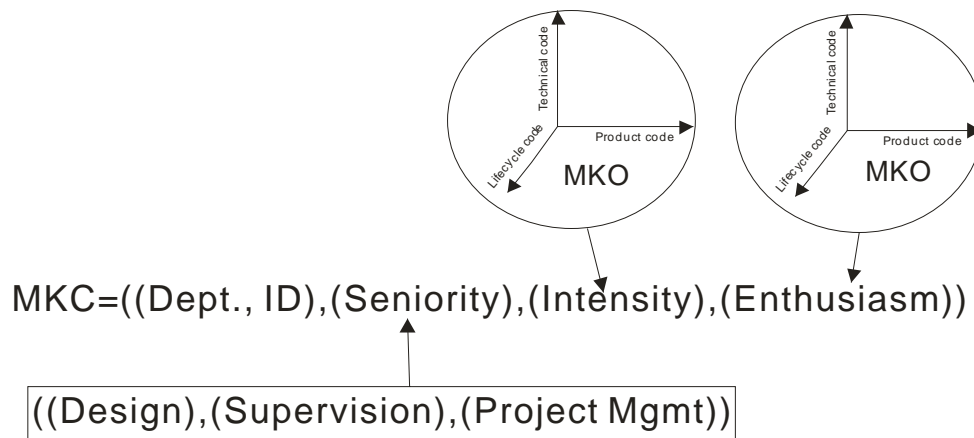 Technical code
Product code
Lifecycle code
MKO
Technical code
Product code
Lifecycle code
MKO
MKC=((Dept., ID),(Seniority),(Intensity),(Enthusiasm))
((Design),(Supervision),(Project Mgmt))